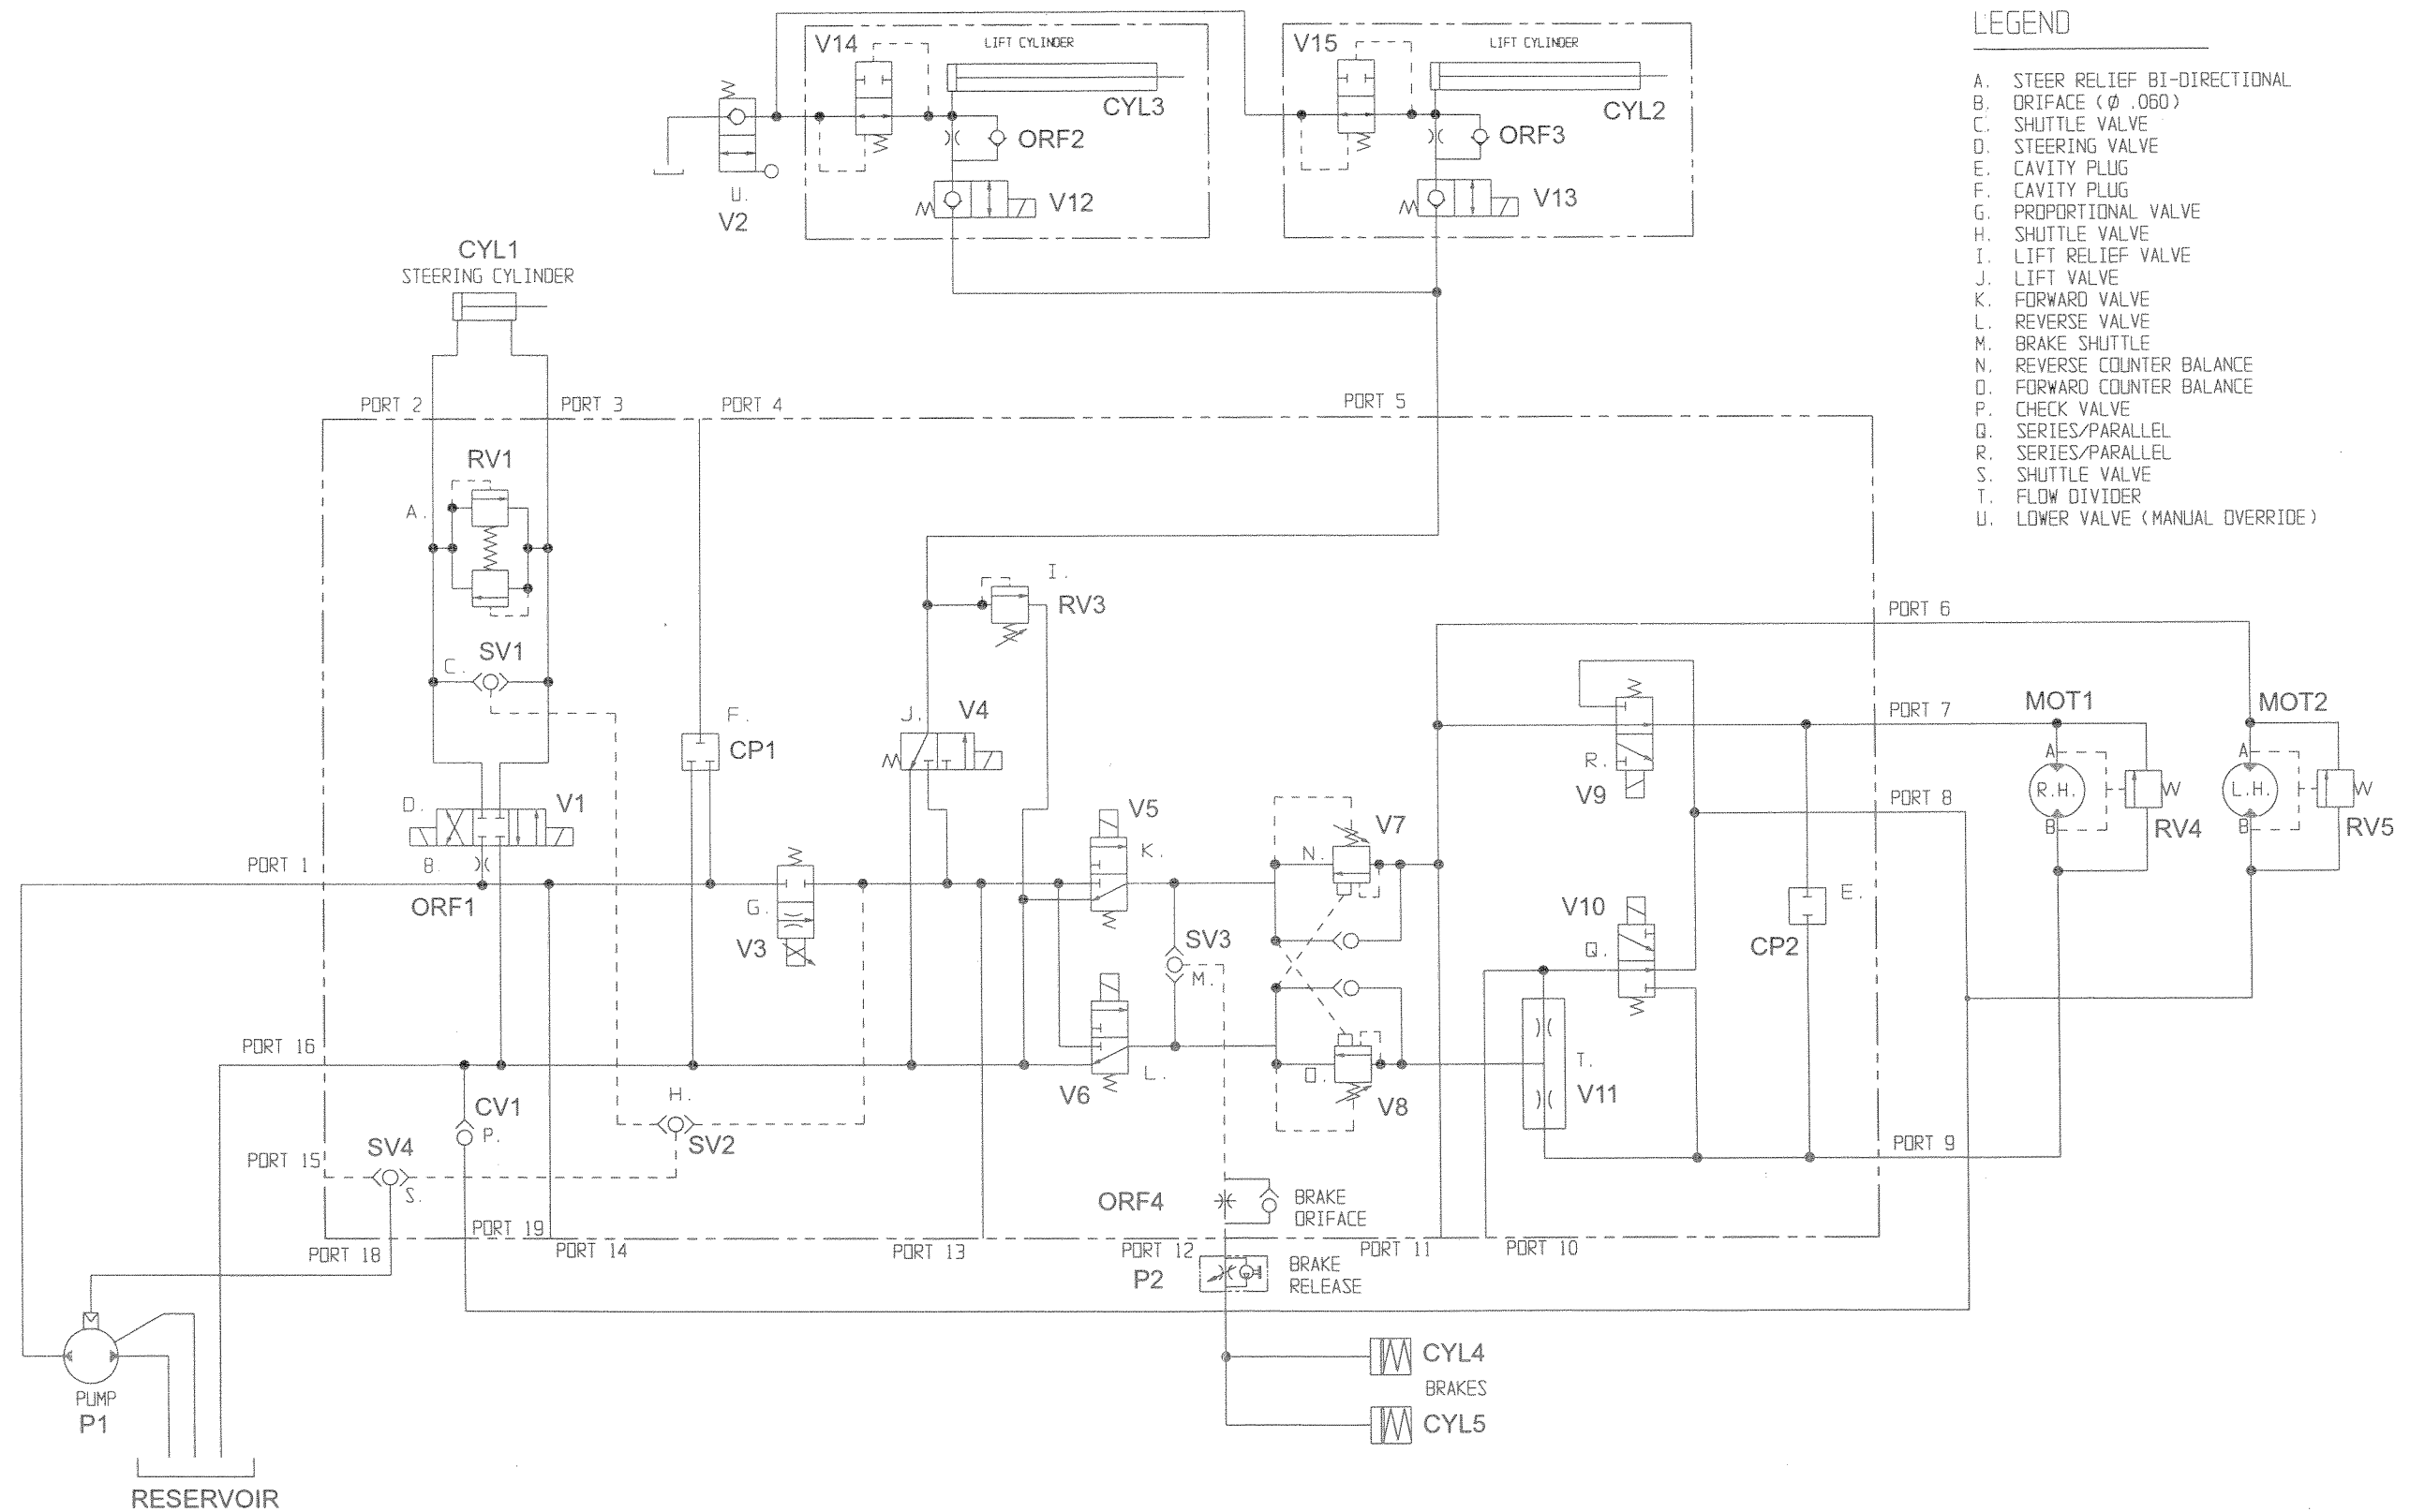 V14
LIFT CYLINDER
CYL3
ORF2
V12
V15
LIFT CYLINDER
CYL2
ORF3
V13
U.
V2
LEGEND
A. STEER RELIEF BI-DIRECTIONAL
B. ORIFACE (Ø .060)
C. SHUTTLE VALVE
D. STEERING VALVE
E. CAVITY PLUG
F. CAVITY PLUG
G. PROPORTIONAL VALVE
H. SHUTTLE VALVE
I. LIFT RELIEF VALVE
J. LIFT VALVE
K. FORWARD VALVE
L. REVERSE VALVE
M. BRAKE SHUTTLE
N. REVERSE COUNTER BALANCE
O. FORWARD COUNTER BALANCE
P. CHECK VALVE
Q. SERIES/PARALLEL
R. SERIES/PARALLEL
S. SHUTTLE VALVE
T. FLOW DIVIDER
U. LOWER VALVE (MANUAL OVERRIDE)
CYL1
STEERING CYLINDER
PORT 2
PORT 3
PORT 4
PORT 5
RV1
A.
SV1
C.
F.
CP1
I.
RV3
J.
V4
D.
V1
B.
PORT 1
ORF1
G.
V3
V5
K.
V7
N.
SV3
M.
V6
L.
O.
V8
R.
V9
V10
Q.
T.
V11
E.
CP2
PORT 6
PORT 7
PORT 8
PORT 9
MOT1
A
R.H.
B
RV4
MOT2
A
L.H.
B
RV5
PORT 16
CV1
P.
H.
SV2
SV4
PORT 15
S.
PORT 19
PORT 18
PORT 14
PORT 13
PORT 12
PORT 11
PORT 10
ORF4
BRAKE
ORIFACE
P2
BRAKE
RELEASE
CYL4
BRAKES
CYL5
PUMP
P1
RESERVOIR